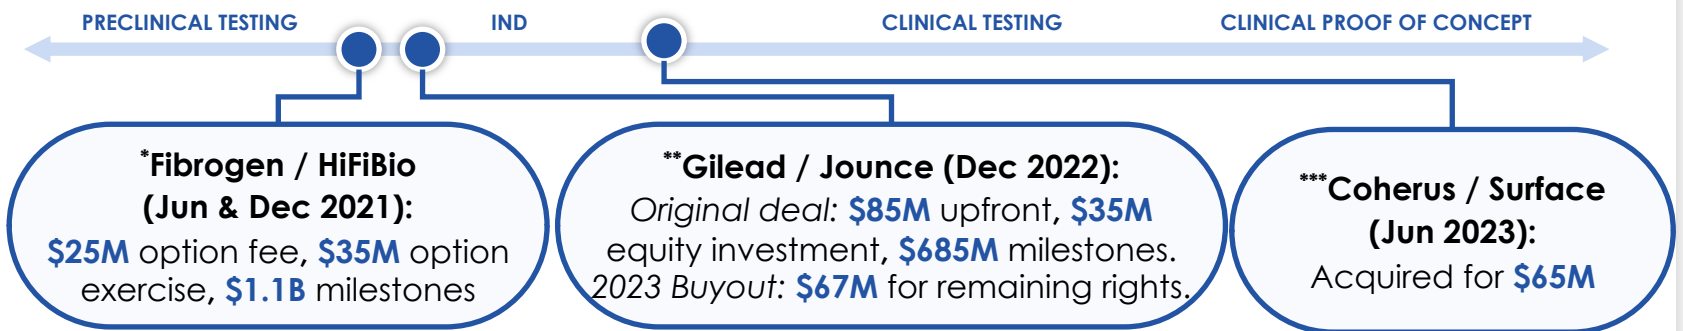 PRECLINICAL TESTING
IND
CLINICAL TESTING
CLINICAL PROOF OF CONCEPT
*Fibrogen / HiFiBio
(Jun & Dec 2021):
$25M option fee, $35M option
exercise, $1.1B milestones
**Gilead / Jounce (Dec 2022):
Original deal: $85M upfront, $35M
equity investment, $685M milestones.
2023 Buyout: $67M for remaining rights.
***Coherus / Surface
(Jun 2023):
Acquired for $65M